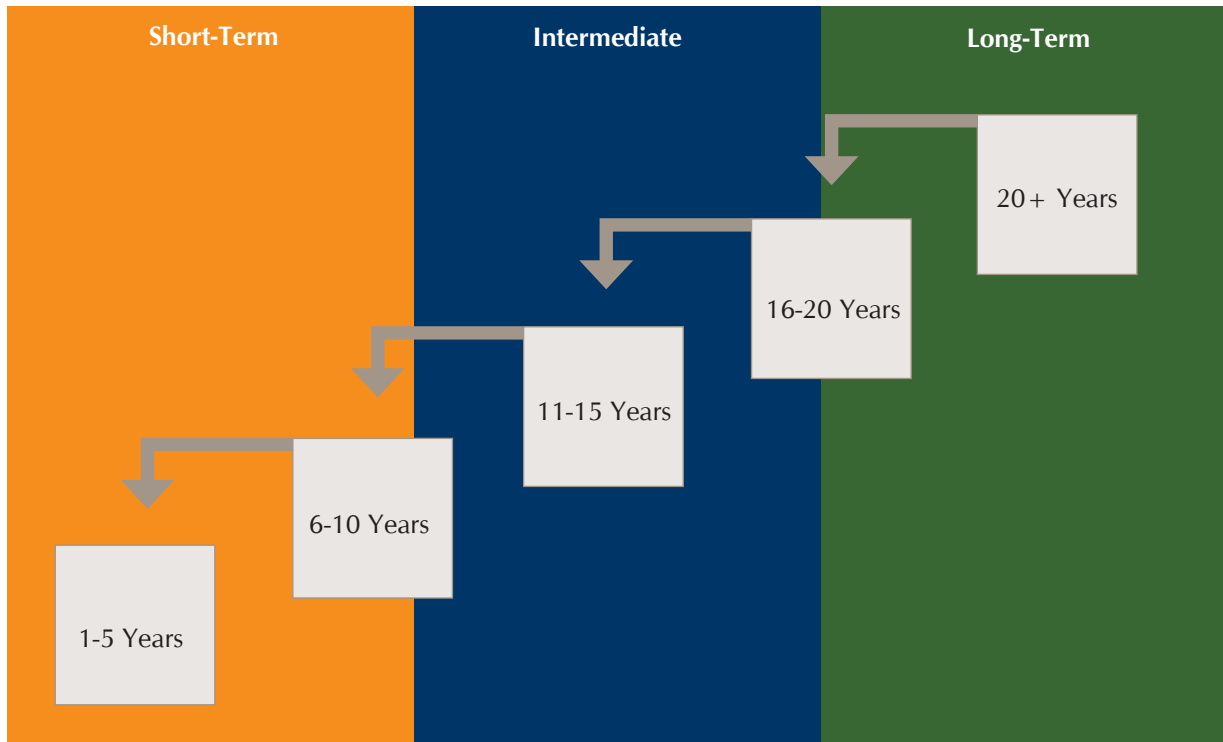 Short-Term
Intermediate
Long-Term
20+ Years
16-20 Years
11-15 Years
6-10 Years
1-5 Years